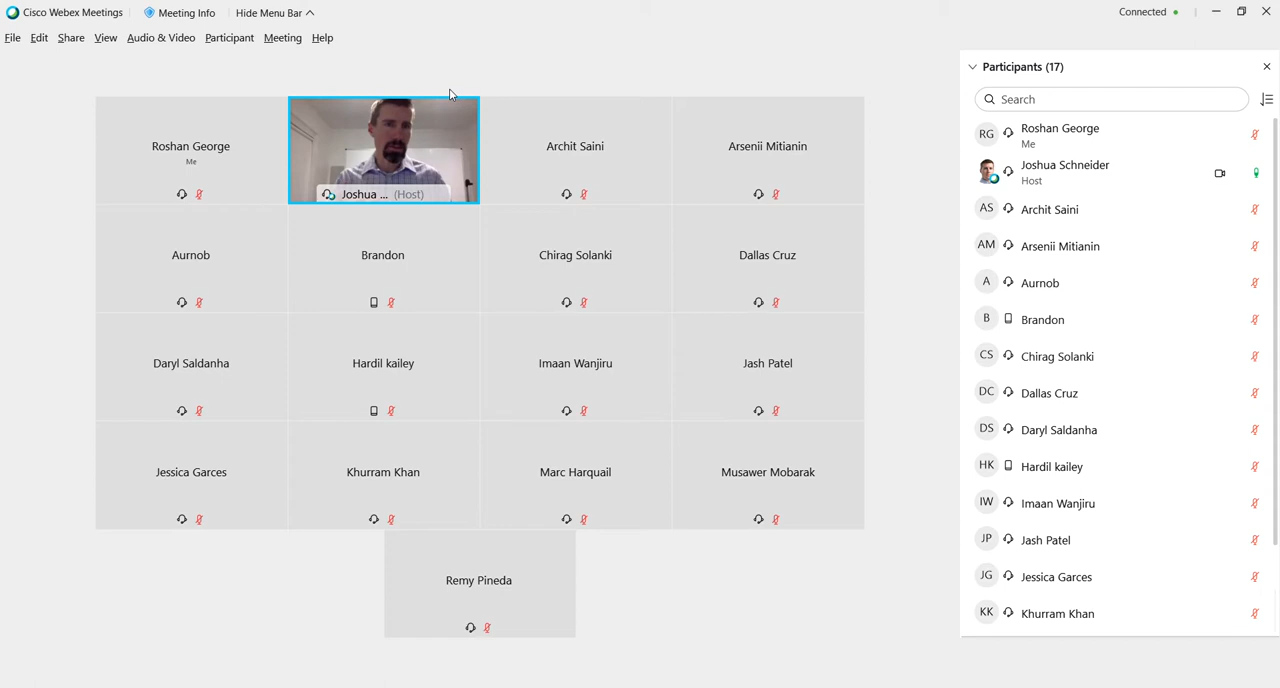 Cisco Webex Meetings Meeting Info Hide Menu Bar Connected
File Edit Share View Audio & Video Participant Meeting Help
Roshan George
Me
Joshua ... (Host)
Archit Saini
Arsenii Mitianin
Aurnob
Brandon
Chirag Solanki
Dallas Cruz
Daryl Saldanha
Hardil kailey
Imaan Wanjiru
Jash Patel
Jessica Garces
Khurram Khan
Marc Harquail
Musawer Mobarak
Remy Pineda
Participants (17)
Search
RG Roshan George
Me
Joshua Schneider
Host
AS Archit Saini
AM Arsenii Mitianin
A Aurnob
B Brandon
CS Chirag Solanki
DC Dallas Cruz
DS Daryl Saldanha
HK Hardil kailey
IW Imaan Wanjiru
JP Jash Patel
JG Jessica Garces
KK Khurram Khan